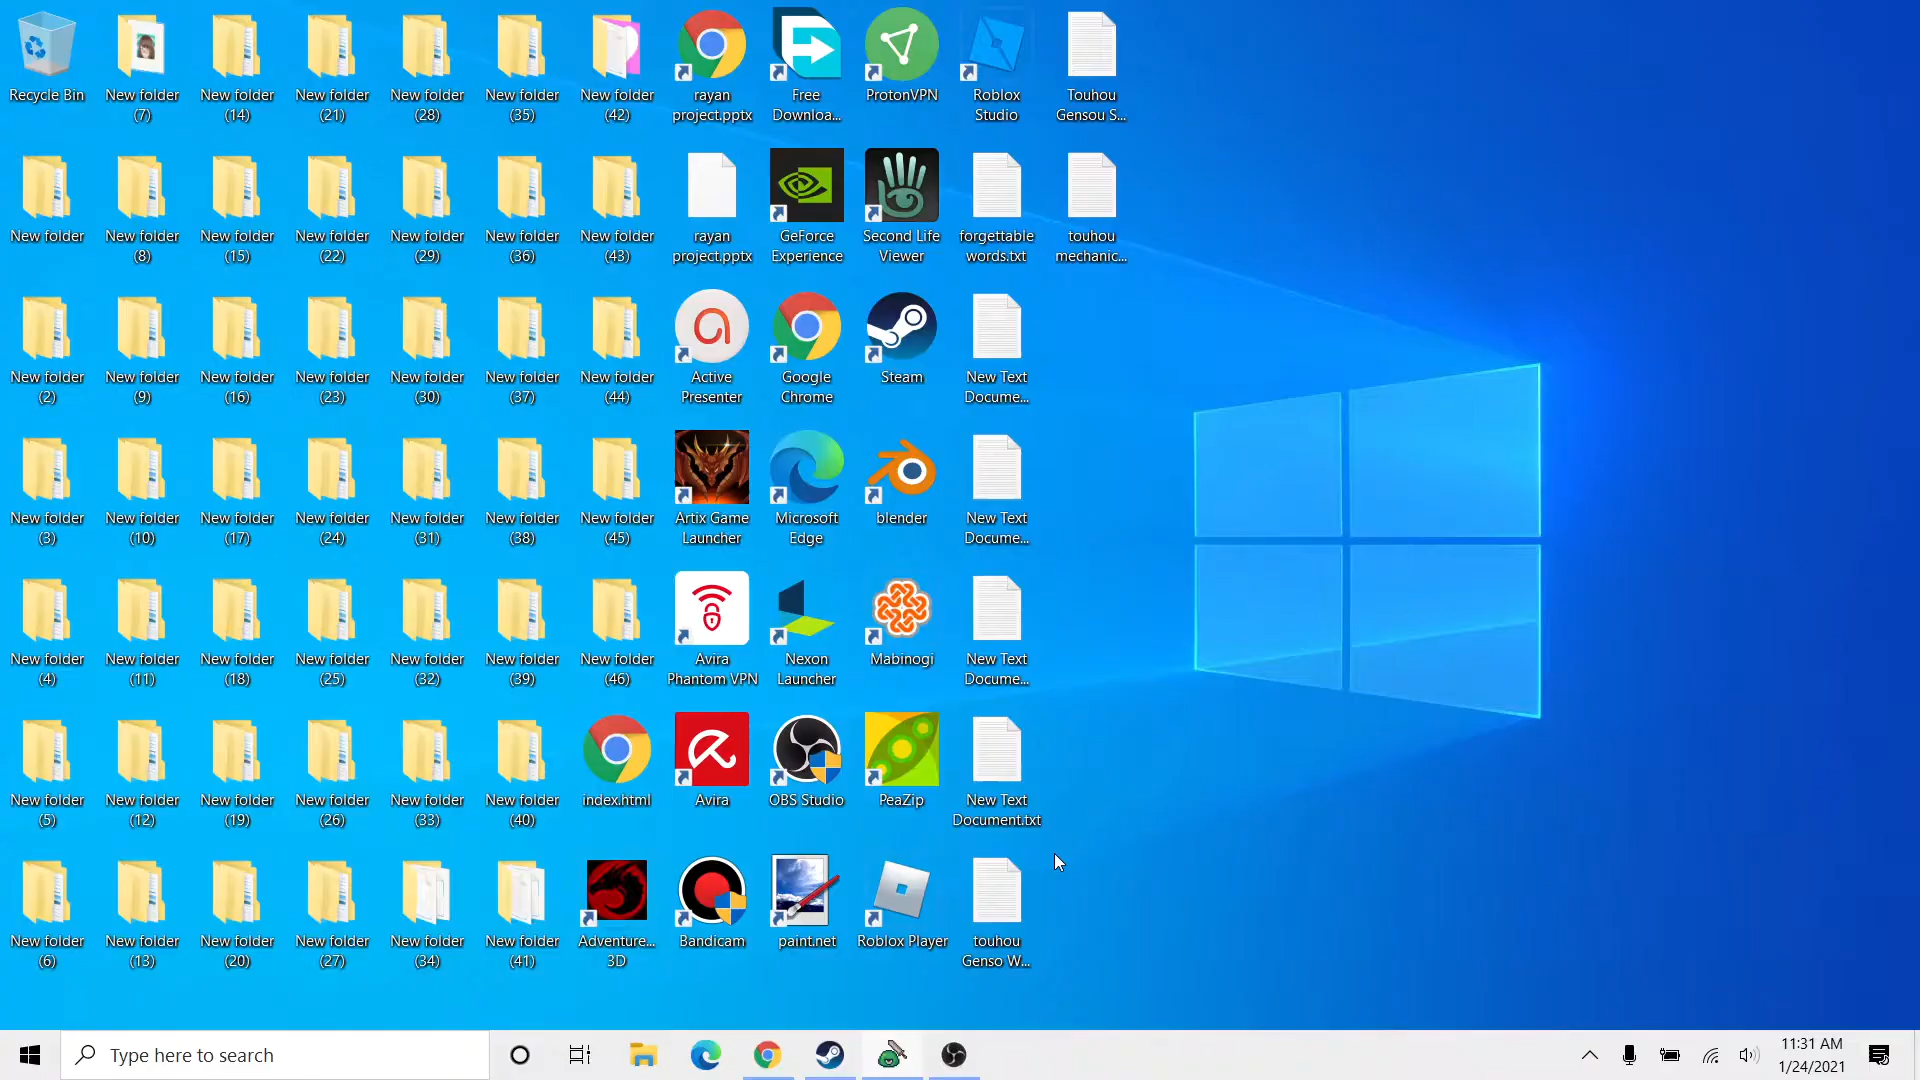 Recycle Bin
New folder (7)
New folder (14)
New folder (21)
New folder (28)
New folder (35)
New folder (42)
rayan project.pptx
Free Downloa...
ProtonVPN
Roblox Studio
Touhou Gensou S...
New folder
New folder (8)
New folder (15)
New folder (22)
New folder (29)
New folder (36)
New folder (43)
rayan project.pptx
GeForce Experience
Second Life Viewer
forgettable words.txt
touhou mechanic...
New folder (2)
New folder (9)
New folder (16)
New folder (23)
New folder (30)
New folder (37)
New folder (44)
Active Presenter
Google Chrome
Steam
New Text Docume...
New folder (3)
New folder (10)
New folder (17)
New folder (24)
New folder (31)
New folder (38)
New folder (45)
Artix Game Launcher
Microsoft Edge
blender
New Text Docume...
New folder (4)
New folder (11)
New folder (18)
New folder (25)
New folder (32)
New folder (39)
New folder (46)
Avira Phantom VPN
Nexon Launcher
Mabinogi
New Text Docume...
New folder (5)
New folder (12)
New folder (19)
New folder (26)
New folder (33)
New folder (40)
index.html
Avira
OBS Studio
PeaZip
New Text Document.txt
New folder (6)
New folder (13)
New folder (20)
New folder (27)
New folder (34)
New folder (41)
Adventure... 3D
Bandicam
paint.net
Roblox Player
touhou Genso W...
Type here to search
11:31 AM
1/24/2021